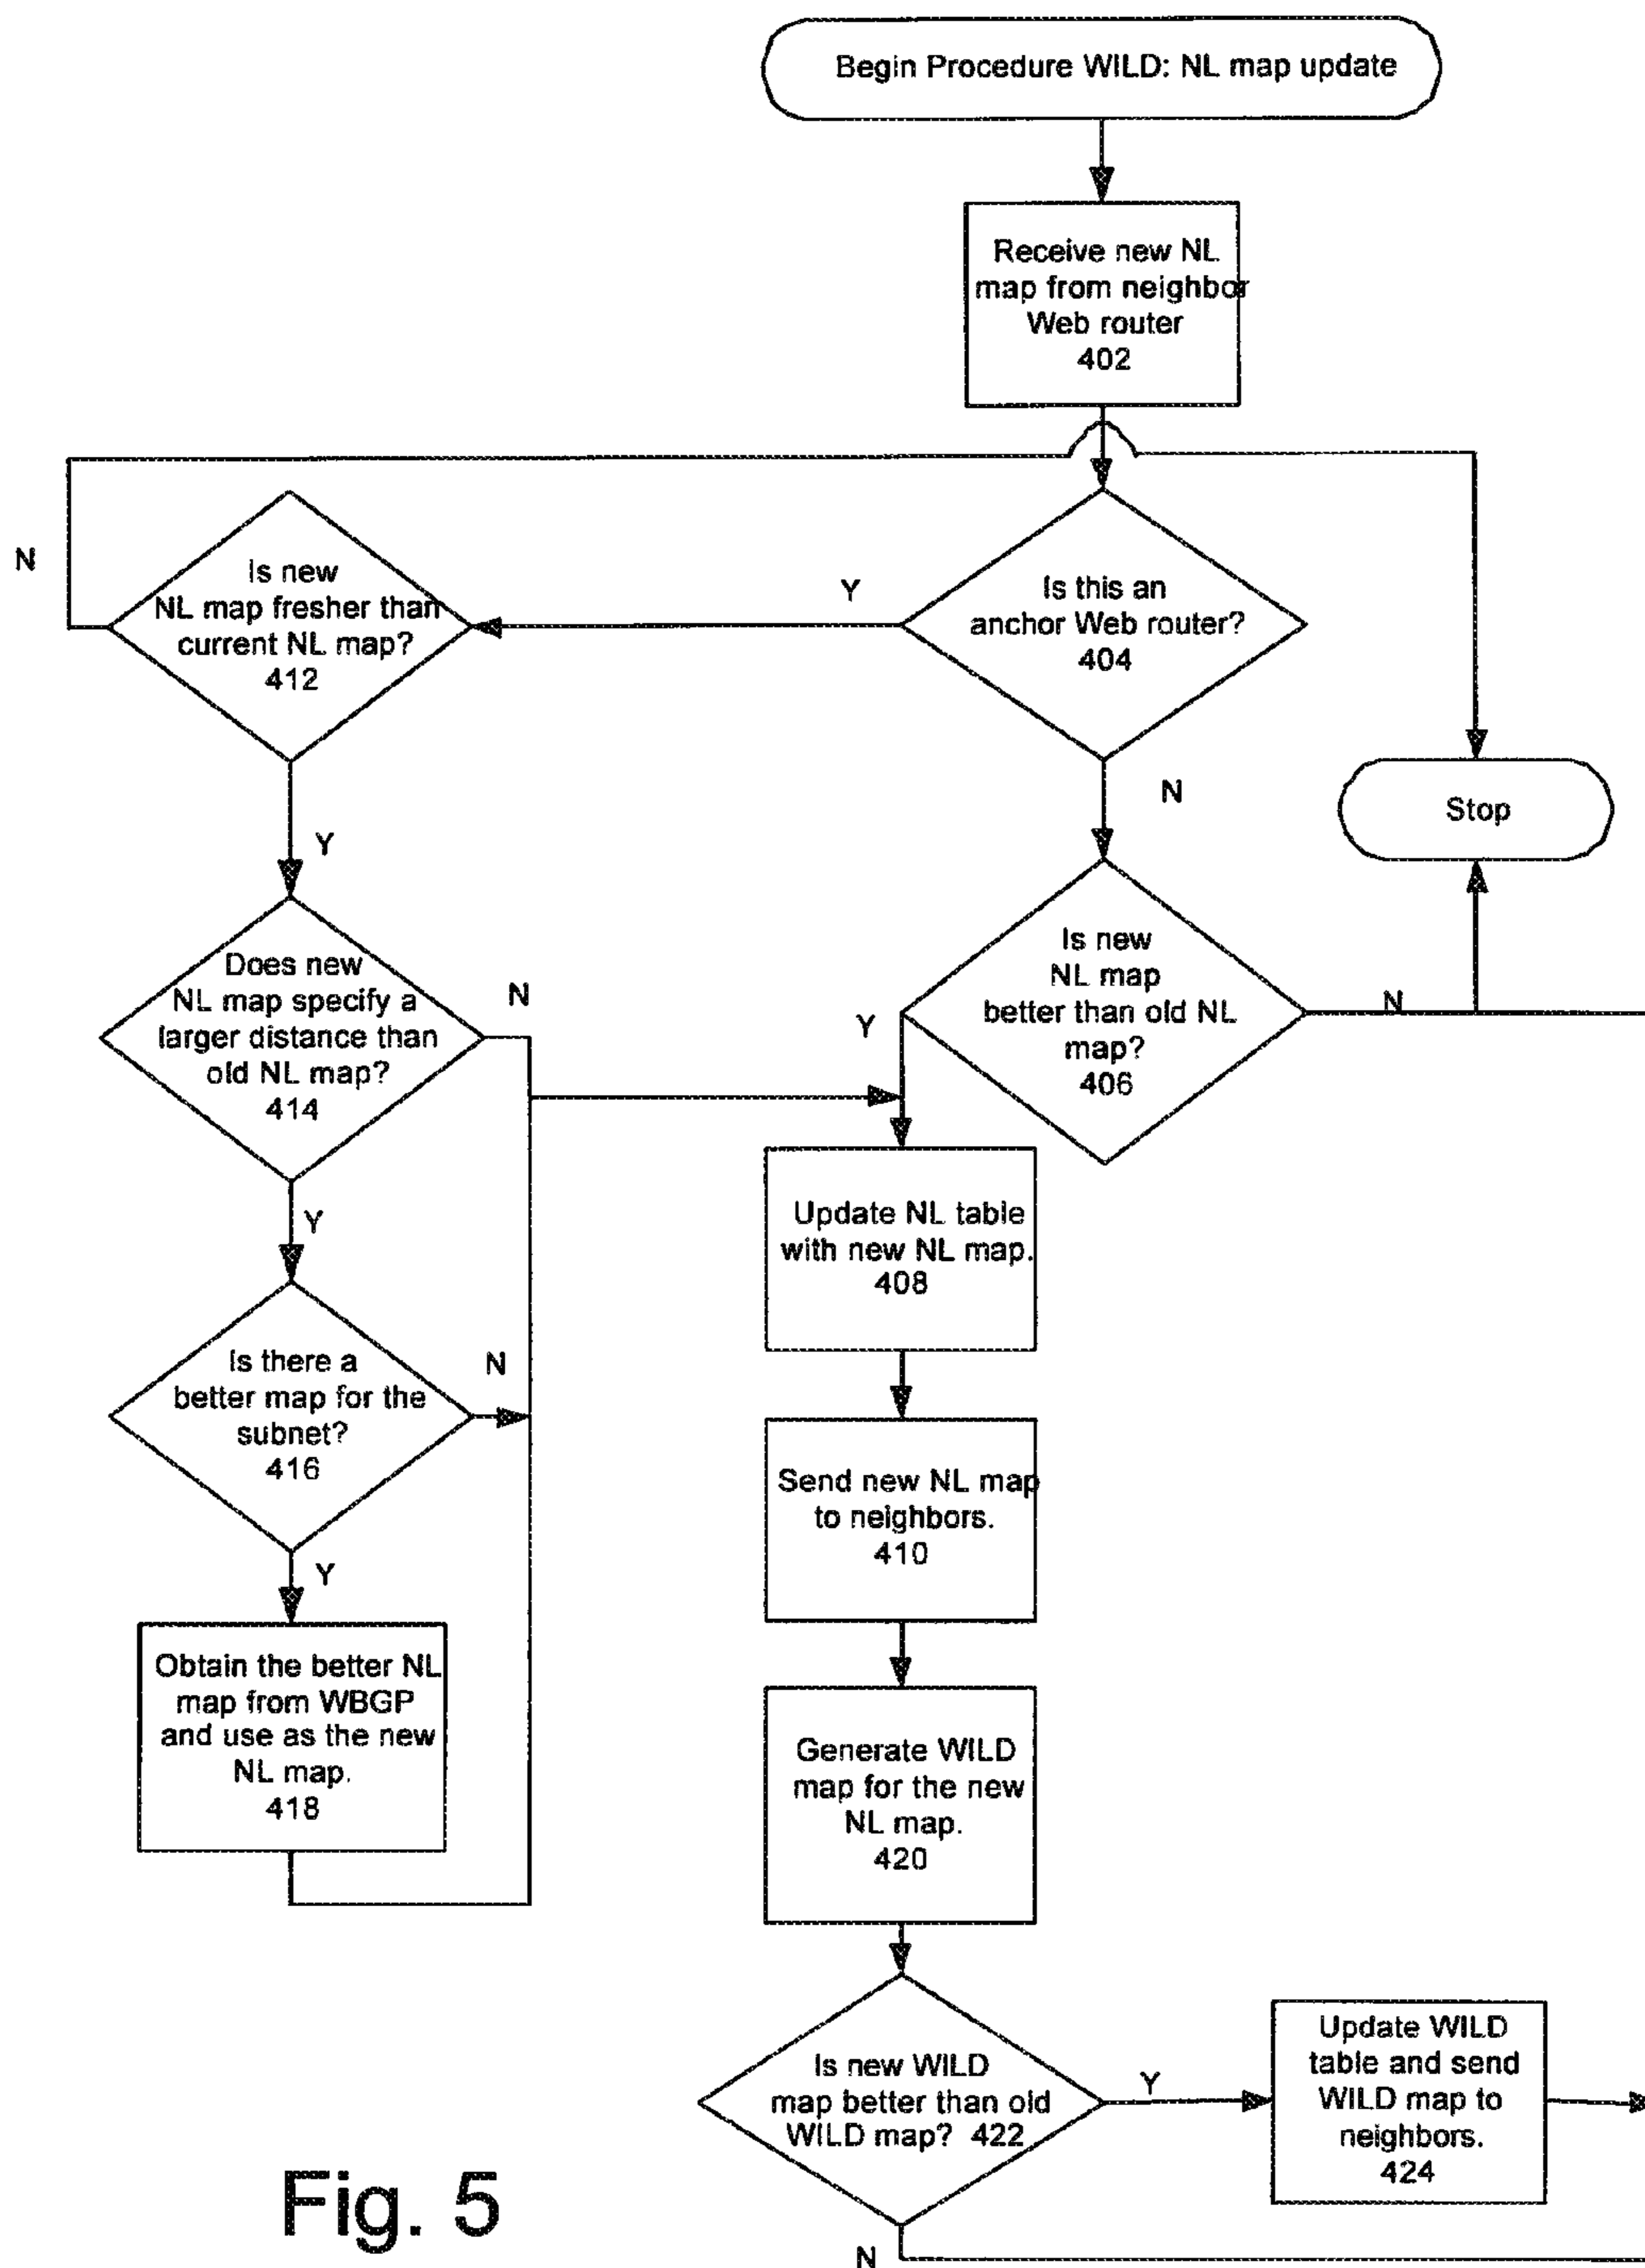 Begin Procedure WILD: NL map update
Receive new NL
map from neighbor
Web router
402
N
Is new
NL map fresher than
current NL map?
412
Y
Is this an
anchor Web router?
404
N
Stop
Y
Does new
NL map specify a
larger distance than
old NL map?
414
N
Is new
NL map
better than old NL
map?
406
N
Y
Y
Update NL table
with new NL map.
408
Is there a
better map for the
subnet?
416
N
Send new NL map
to neighbors.
410
Y
Obtain the better NL
map from WBGP
and use as the new
NL map.
418
Generate WILD
map for the new
NL map.
420
Is new WILD
map better than old
WILD map? 422
Y
Update WILD
table and send
WILD map to
neighbors.
424
N
Fig. 5